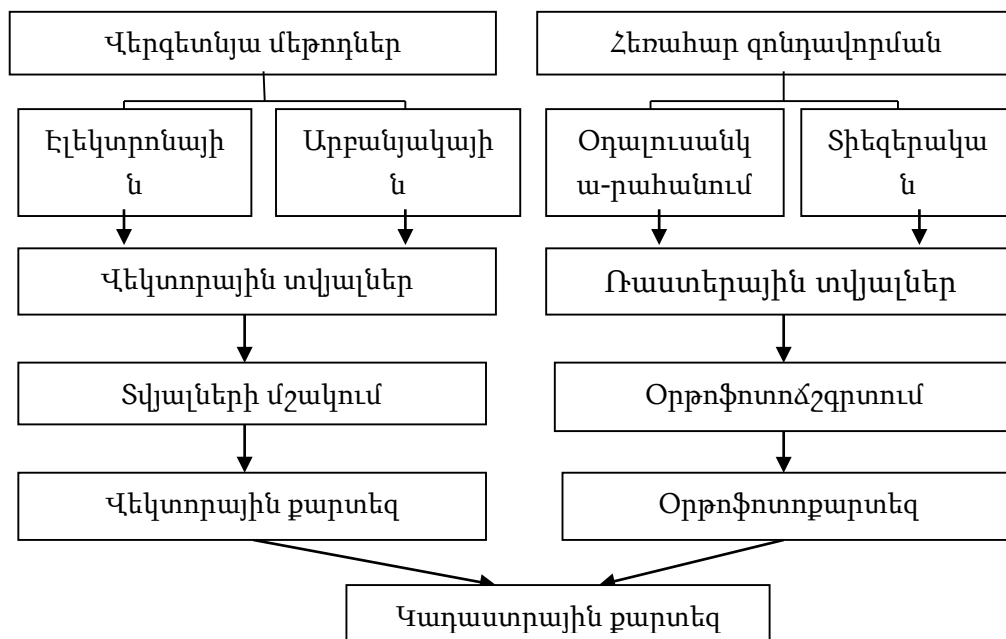 Վերգետնյա մեթոդներ
Հեռահար զոնդավորման
Էլեկտրոնայի
ն
Արբանյակայի
ն
Օդալուսանկ
ա-րահանում
Տիեզերակա
ն
Վեկտորային տվյալներ
Ռաստերային տվյալներ
Տվյալների մշակում
Օրթոֆոտոճշգրտում
Վեկտորային քարտեզ
Օրթոֆոտոքարտեզ
Կադաստրային քարտեզ